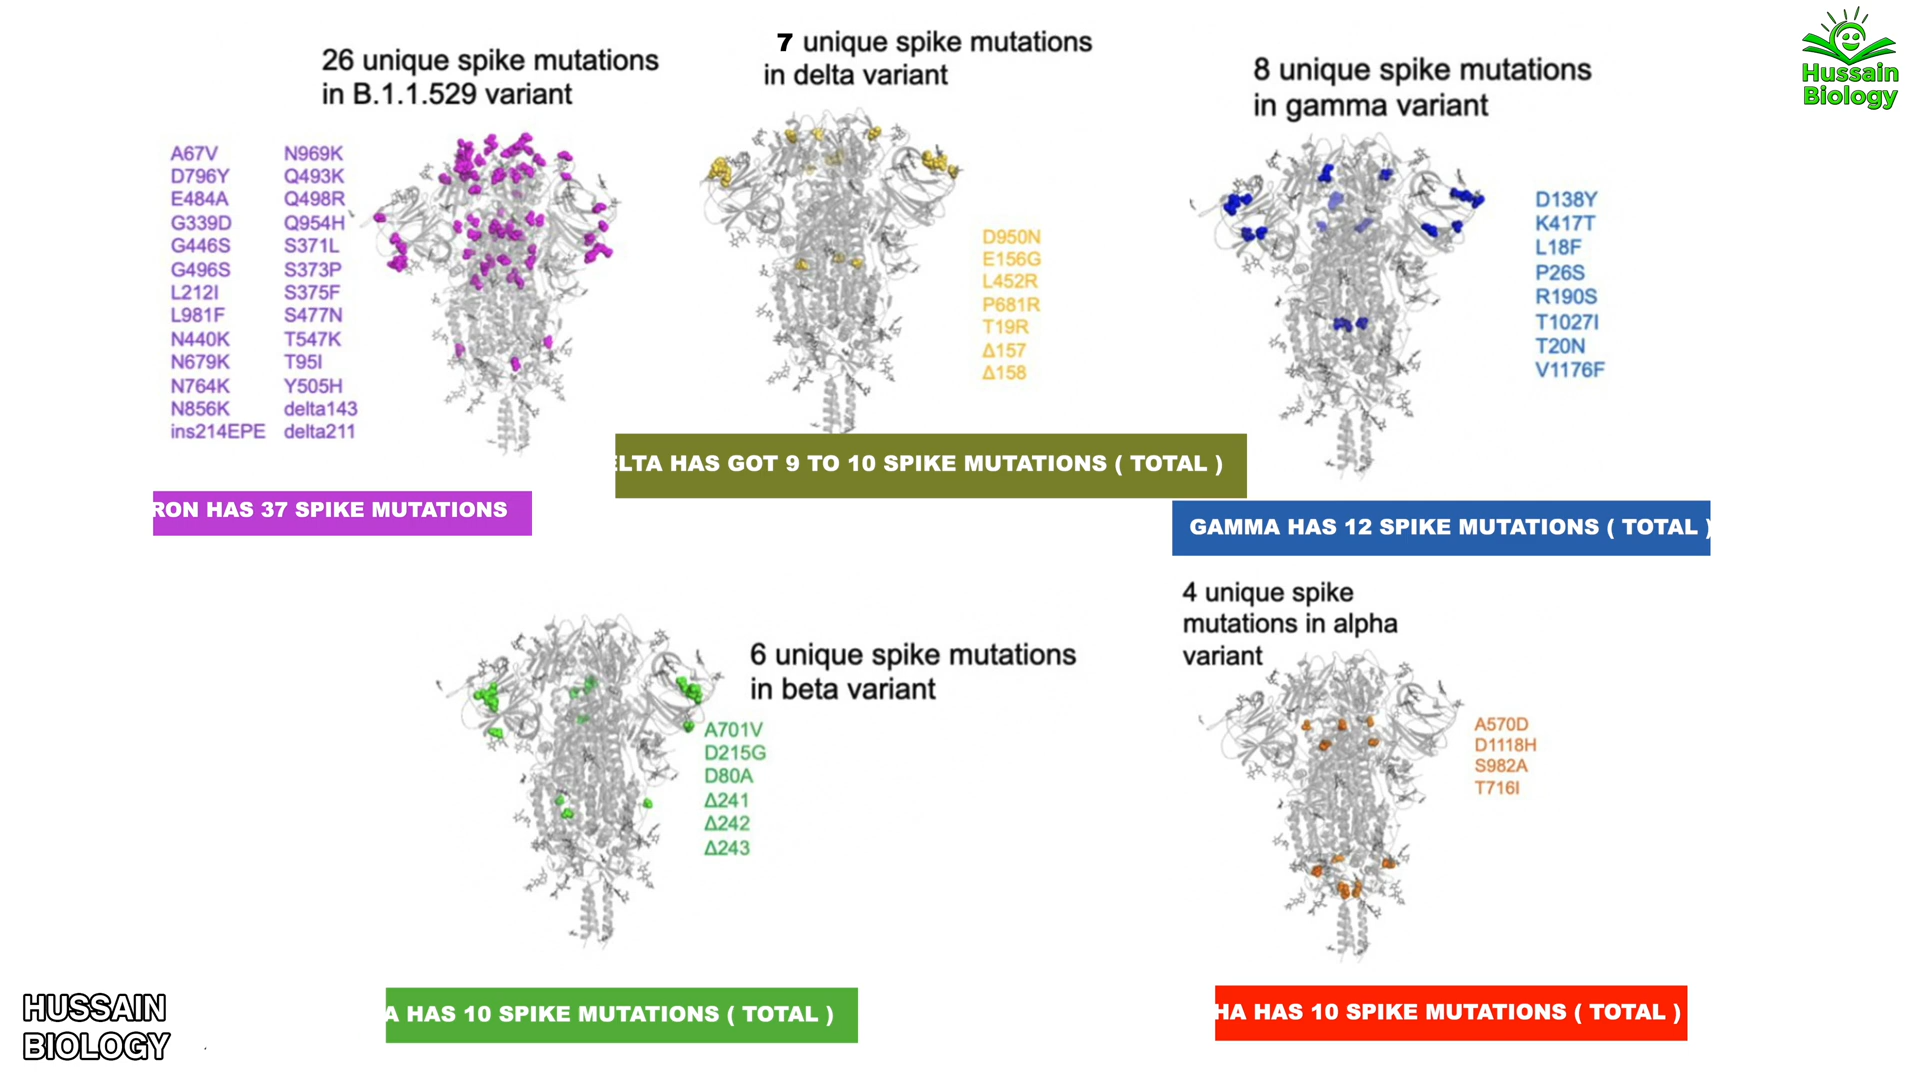 26 unique spike mutations
in B.1.1.529 variant
A67V
D796Y
E484A
G339D
G446S
G496S
L212I
L981F
N440K
N679K
N764K
N856K
ins214EPE
N969K
Q493K
Q498R
Q954H
S371L
S373P
S375F
S477N
T547K
T95I
Y505H
delta143
delta211
RON HAS 37 SPIKE MUTATIONS
7 unique spike mutations
in delta variant
D950N
E156G
L452R
P681R
T19R
Δ157
Δ158
ELTA HAS GOT 9 TO 10 SPIKE MUTATIONS ( TOTAL )
8 unique spike mutations
in gamma variant
D138Y
K417T
L18F
P26S
R190S
T1027I
T20N
V1176F
GAMMA HAS 12 SPIKE MUTATIONS ( TOTAL )
Hussain
Biology
6 unique spike mutations
in beta variant
A701V
D215G
D80A
Δ241
Δ242
Δ243
A HAS 10 SPIKE MUTATIONS ( TOTAL )
4 unique spike
mutations in alpha
variant
A570D
D1118H
S982A
T716I
HA HAS 10 SPIKE MUTATIONS ( TOTAL )
HUSSAIN
BIOLOGY